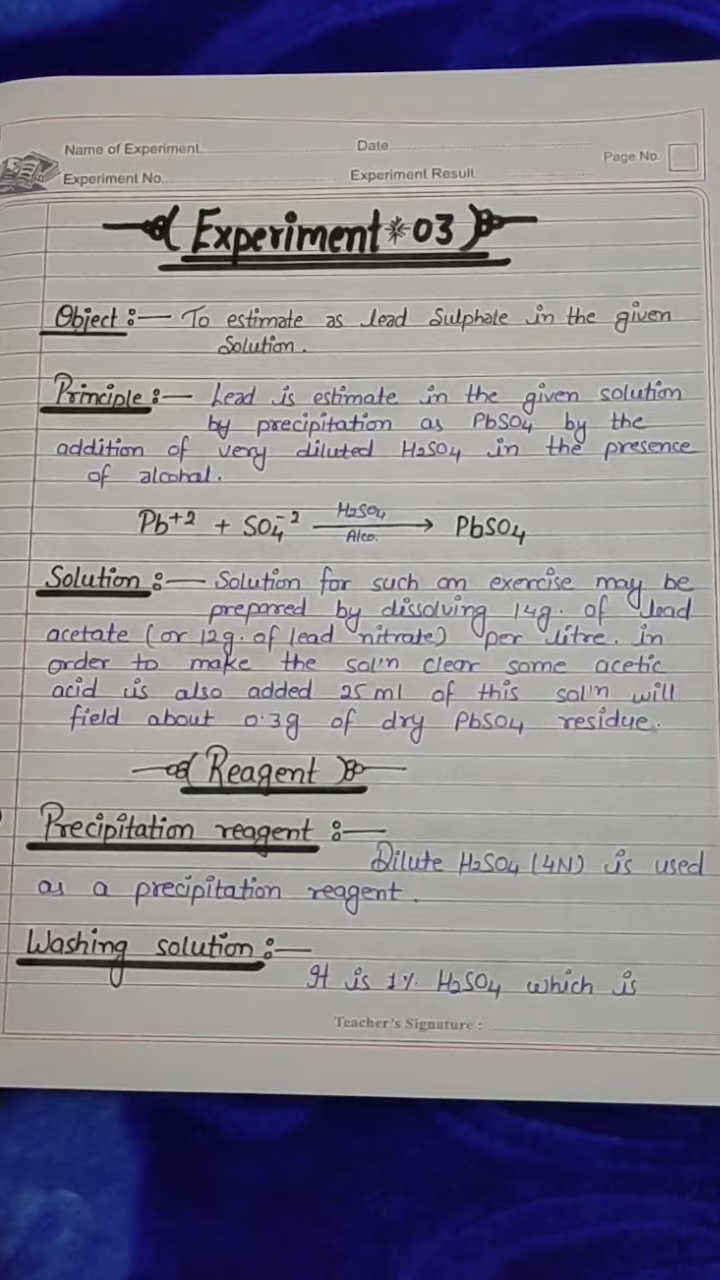 Name of Experiment Date
Page No.
Experiment No. Experiment Result
Experiment * 03
Object :— To estimate as lead Sulphale in the given
Solution.
Principle :— Lead is estimate in the given solution
by precipitation as PbSO4 by the
addition of very diluted H2SO4 in the presence
of alcohal.
Pb+2 + SO4-2 H2SO4 → Alco. PbSO4
Solution :— Solution for such an exercise may be
prepared by dissolving 14g. of lead
acetate (or 12g. of lead nitrate) per litre. in
order to make the sol'n clear some acetic
acid is also added 25 ml of this sol'n will
field about 0.3g of dry PbSO4 residue.
Reagent
Precipitation reagent :—
Dilute H2SO4 (4N) is used
as a precipitation reagent.
Washing solution :—
It is 1% H2SO4 which is
Teacher's Signature :